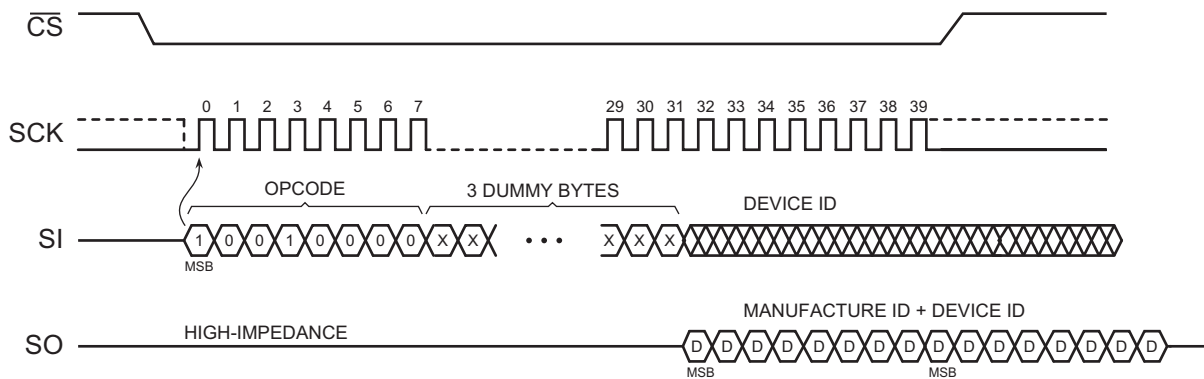 CS
0 1 2 3 4 5 6 7 29 30 31 32 33 34 35 36 37 38 39
SCK
OPCODE 3 DUMMY BYTES DEVICE ID
SI 1 0 0 1 0 0 0 0 X X • • • X X X
MSB
MANUFACTURE ID + DEVICE ID
HIGH-IMPEDANCE
SO D D D D D D D D D D D D D D D D
MSB MSB